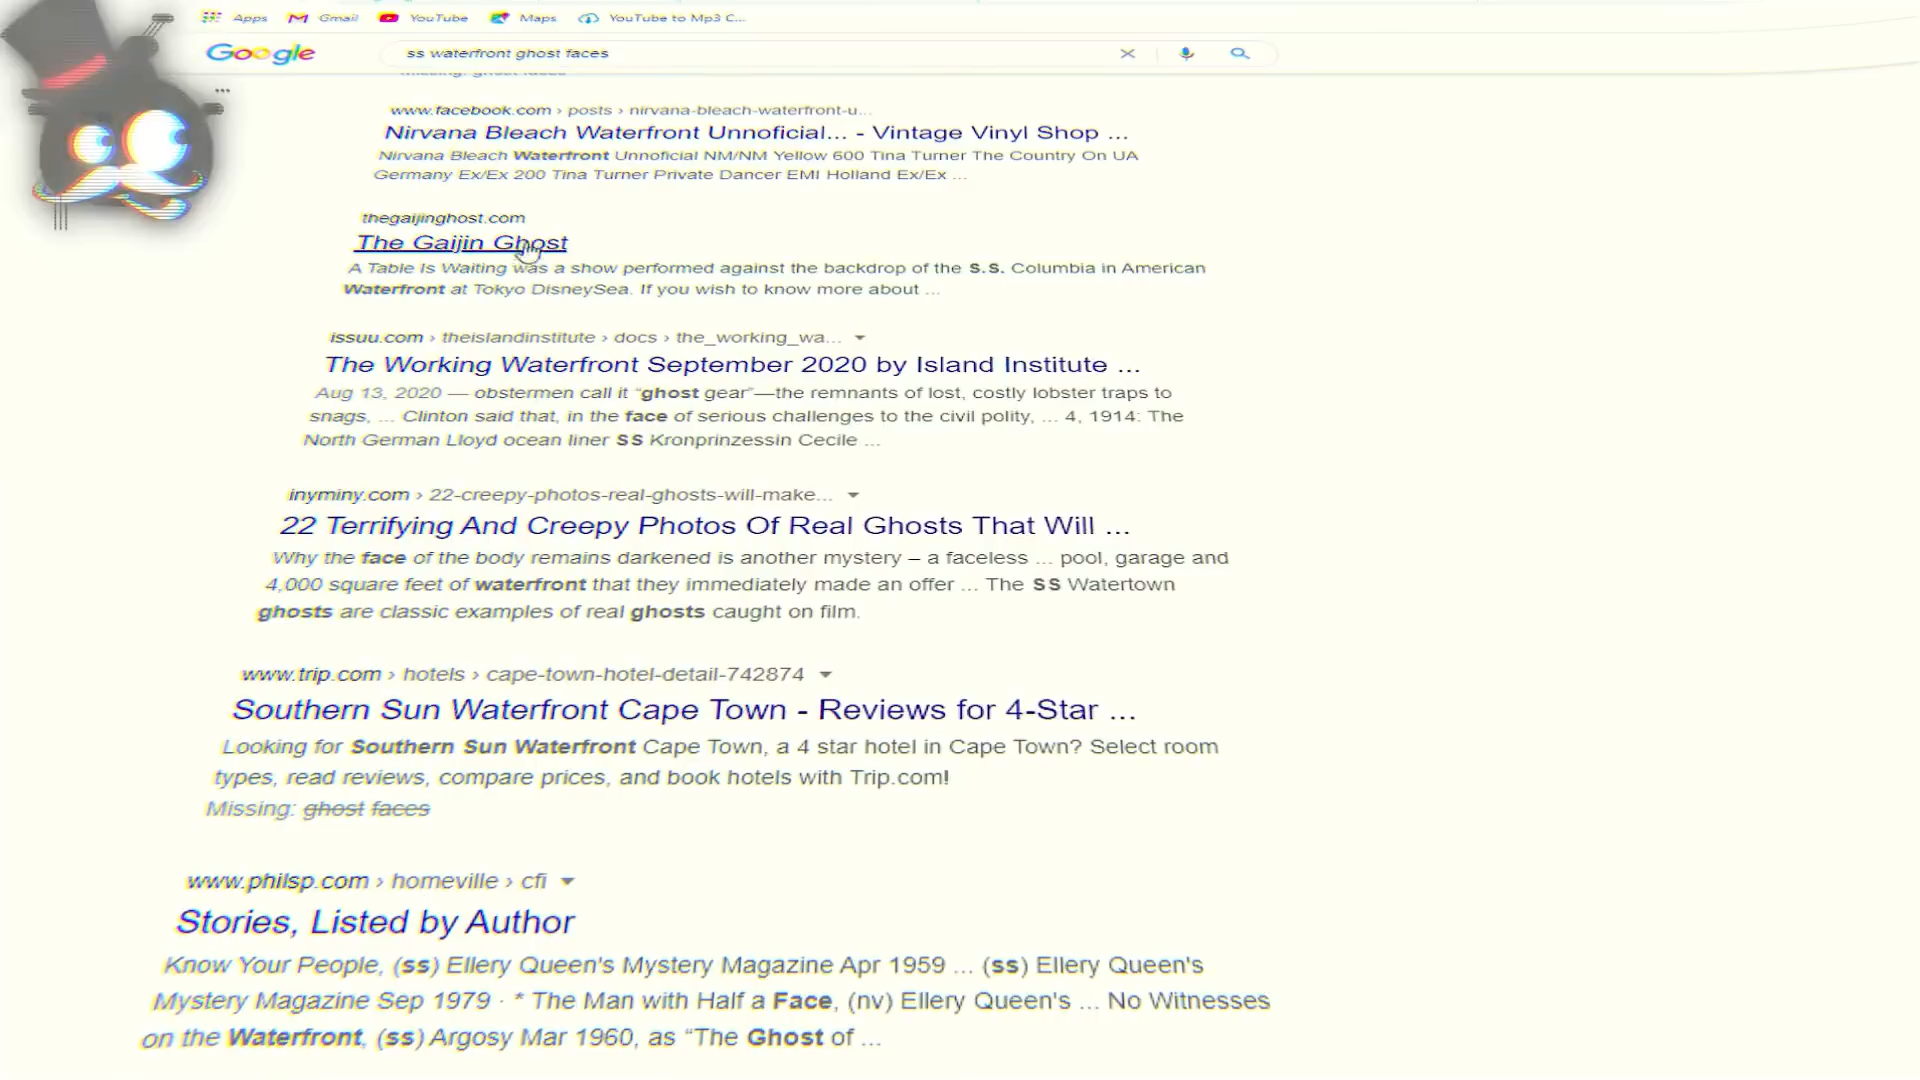 Apps Gmail YouTube Maps YouTube to Mp3 C...
Google ss waterfront ghost faces
Missing: ghost faces
www.facebook.com › posts › nirvana-bleach-waterfront-u...
Nirvana Bleach Waterfront Unnoficial... - Vintage Vinyl Shop ...
Nirvana Bleach Waterfront Unnoficial NM/NM Yellow 600 Tina Turner The Country On UA
Germany Ex/Ex 200 Tina Turner Private Dancer EMI Holland Ex/Ex ...
thegaijinghost.com
The Gaijin Ghost
A Table Is Waiting was a show performed against the backdrop of the S.S. Columbia in American
Waterfront at Tokyo DisneySea. If you wish to know more about ...
issuu.com › theislandinstitute › docs › the_working_wa...
The Working Waterfront September 2020 by Island Institute ...
Aug 13, 2020 — obstermen call it “ghost gear”—the remnants of lost, costly lobster traps to
snags, ... Clinton said that, in the face of serious challenges to the civil polity, ... 4, 1914: The
North German Lloyd ocean liner SS Kronprinzessin Cecile ...
inyminy.com › 22-creepy-photos-real-ghosts-will-make...
22 Terrifying And Creepy Photos Of Real Ghosts That Will ...
Why the face of the body remains darkened is another mystery – a faceless ... pool, garage and
4,000 square feet of waterfront that they immediately made an offer ... The SS Watertown
ghosts are classic examples of real ghosts caught on film.
www.trip.com › hotels › cape-town-hotel-detail-742874
Southern Sun Waterfront Cape Town - Reviews for 4-Star ...
Looking for Southern Sun Waterfront Cape Town, a 4 star hotel in Cape Town? Select room
types, read reviews, compare prices, and book hotels with Trip.com!
Missing: ghost faces
www.philsp.com › homeville › cfi
Stories, Listed by Author
Know Your People, (ss) Ellery Queen's Mystery Magazine Apr 1959 ... (ss) Ellery Queen's
Mystery Magazine Sep 1979 · * The Man with Half a Face, (nv) Ellery Queen's ... No Witnesses
on the Waterfront, (ss) Argosy Mar 1960, as “The Ghost of ...